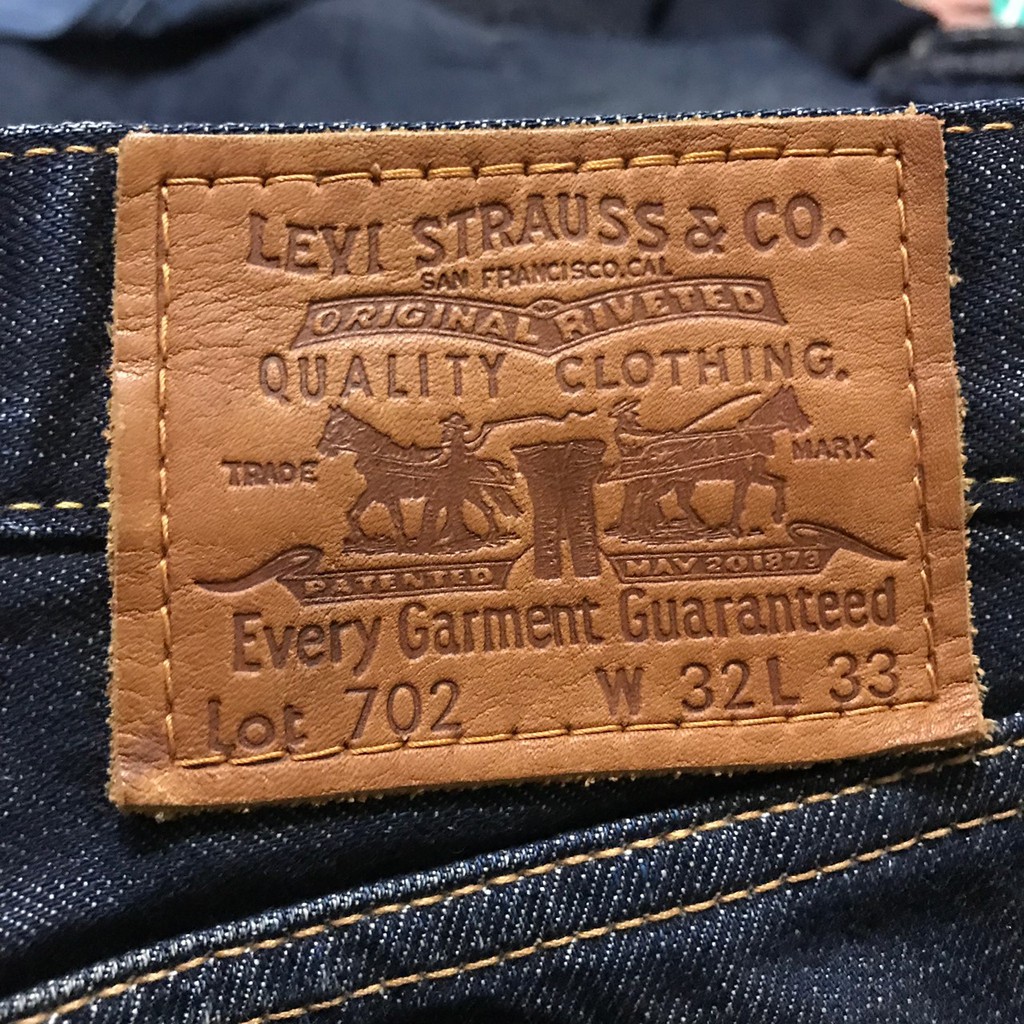 LEVI STRAUSS & CO.
SAN FRANCISCO, CAL
ORIGINAL RIVETED
QUALITY CLOTHING.
TRADE MARK
PATENTED MAY 20 1873
Every Garment Guaranteed
Lot 702 W 32 L 33